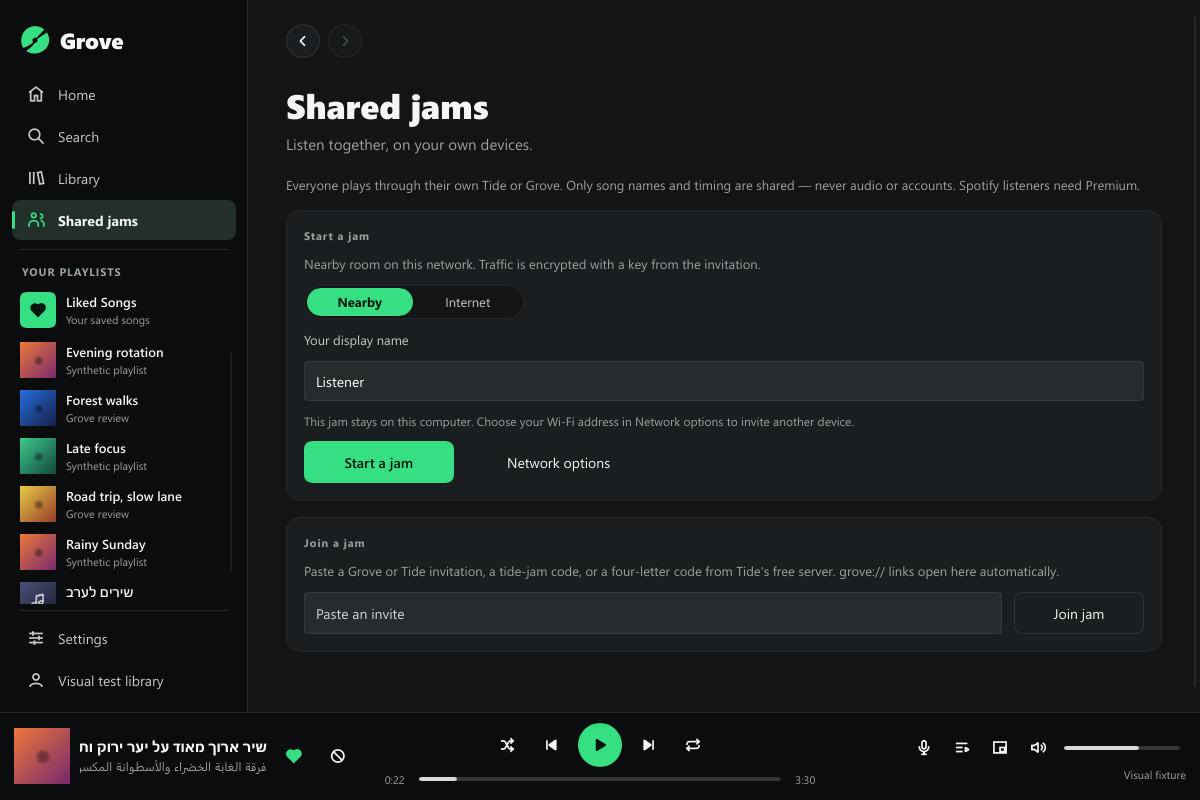 Grove
Home
Search
Library
Shared jams
YOUR PLAYLISTS
Liked Songs
Your saved songs
Evening rotation
Synthetic playlist
Forest walks
Grove review
Late focus
Synthetic playlist
Road trip, slow lane
Grove review
Rainy Sunday
Synthetic playlist
שירים לערב
Settings
Visual test library
Shared jams
Listen together, on your own devices.
Everyone plays through their own Tide or Grove. Only song names and timing are shared — never audio or accounts. Spotify listeners need Premium.
Start a jam
Nearby room on this network. Traffic is encrypted with a key from the invitation.
Nearby Internet
Your display name
Listener
This jam stays on this computer. Choose your Wi-Fi address in Network options to invite another device.
Start a jam Network options
Join a jam
Paste a Grove or Tide invitation, a tide-jam code, or a four-letter code from Tide's free server. grove:// links open here automatically.
Paste an invite Join jam
שיר ארוך מאוד על יער ירוק
فرقة الغابة الخضراء والأسطوانة
0:22 3:30
Visual fixture